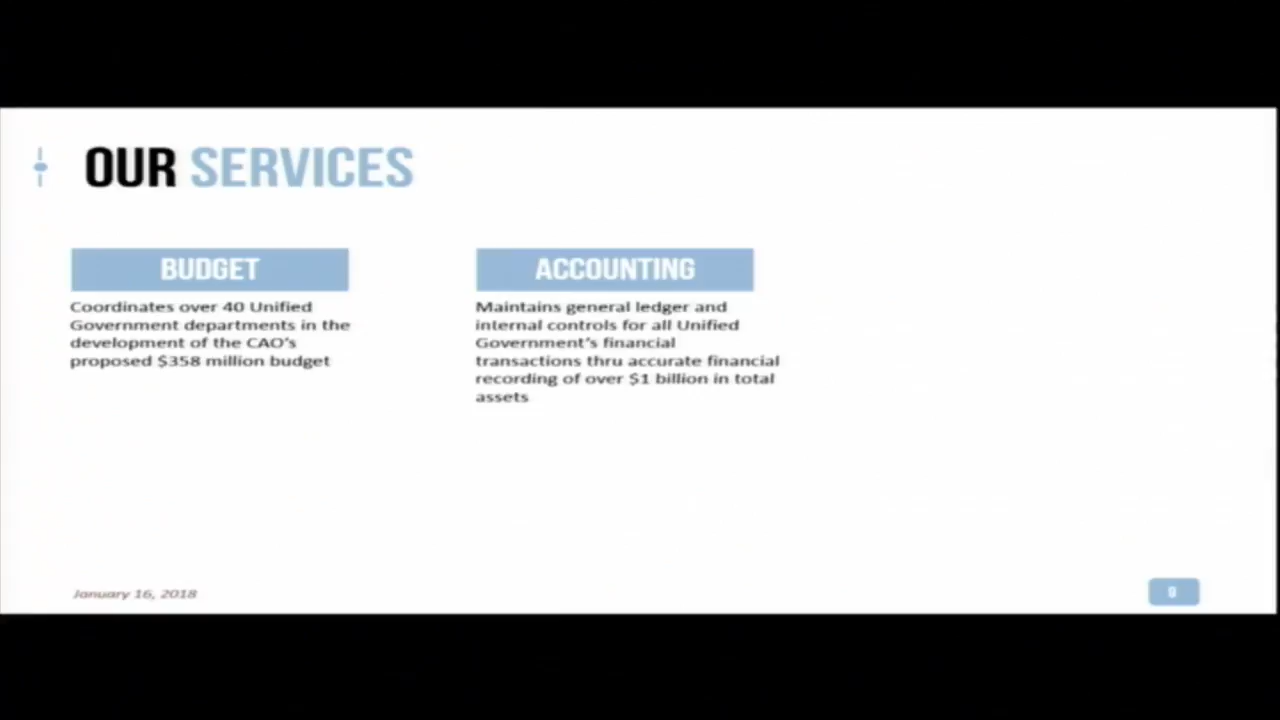 OUR SERVICES
BUDGET
Coordinates over 40 Unified
Government departments in the
development of the CAO's
proposed $358 million budget
ACCOUNTING
Maintains general ledger and
internal controls for all Unified
Government's financial
transactions thru accurate financial
recording of over $1 billion in total
assets
January 16, 2018
9